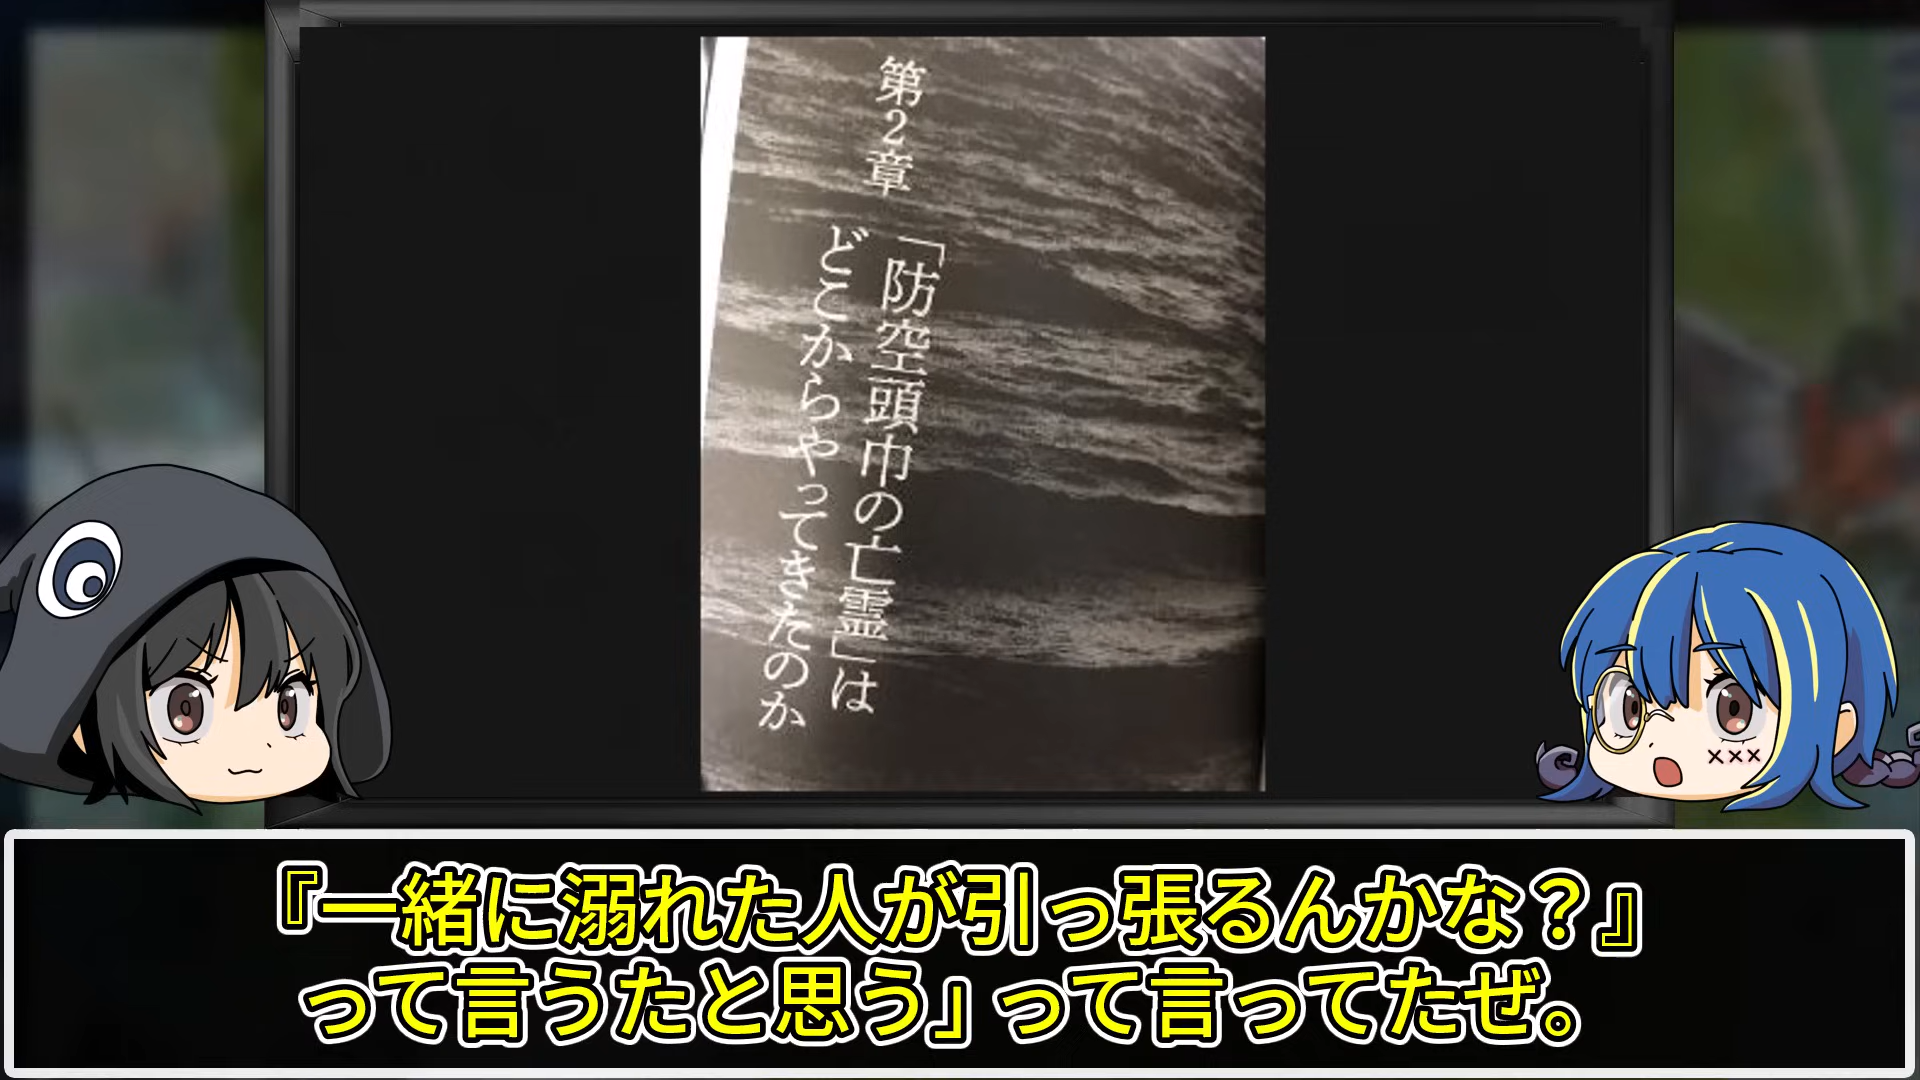 第2章
「防空頭巾の亡霊」は
どこからやってきたのか
『一緒に溺れた人が引っ張るんかな？』
って言うたと思う」って言ってたぜ。